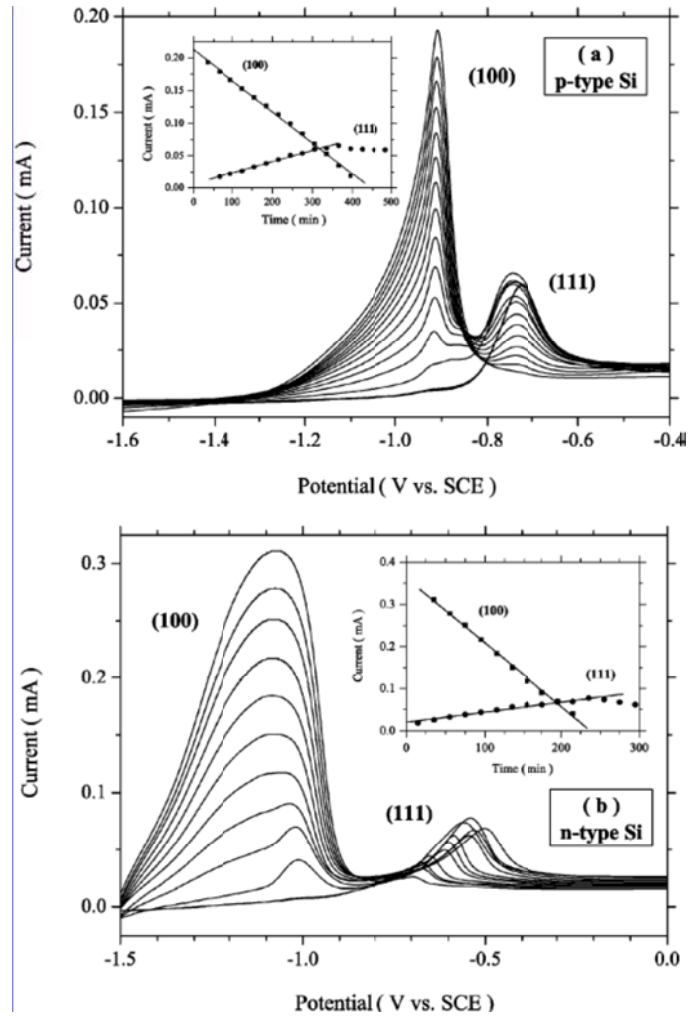 0.20
0.15
0.10
0.05
0.00
Current ( mA )
-1.6
-1.4
-1.2
-1.0
-0.8
-0.6
-0.4
Potential ( V vs. SCE )
( a )
p-type Si
(100)
(111)
0.20
0.15
0.10
0.05
0.00
Current ( mA )
0 100 200 300 400 500
Time ( min )
(100)
(111)
0.3
0.2
0.1
0.0
Current ( mA )
-1.5
-1.0
-0.5
0.0
Potential ( V vs. SCE )
( b )
n-type Si
(100)
(111)
0.4
0.3
0.2
0.1
0.0
Current ( mA )
0 100 200 300
Time ( min )
(100)
(111)